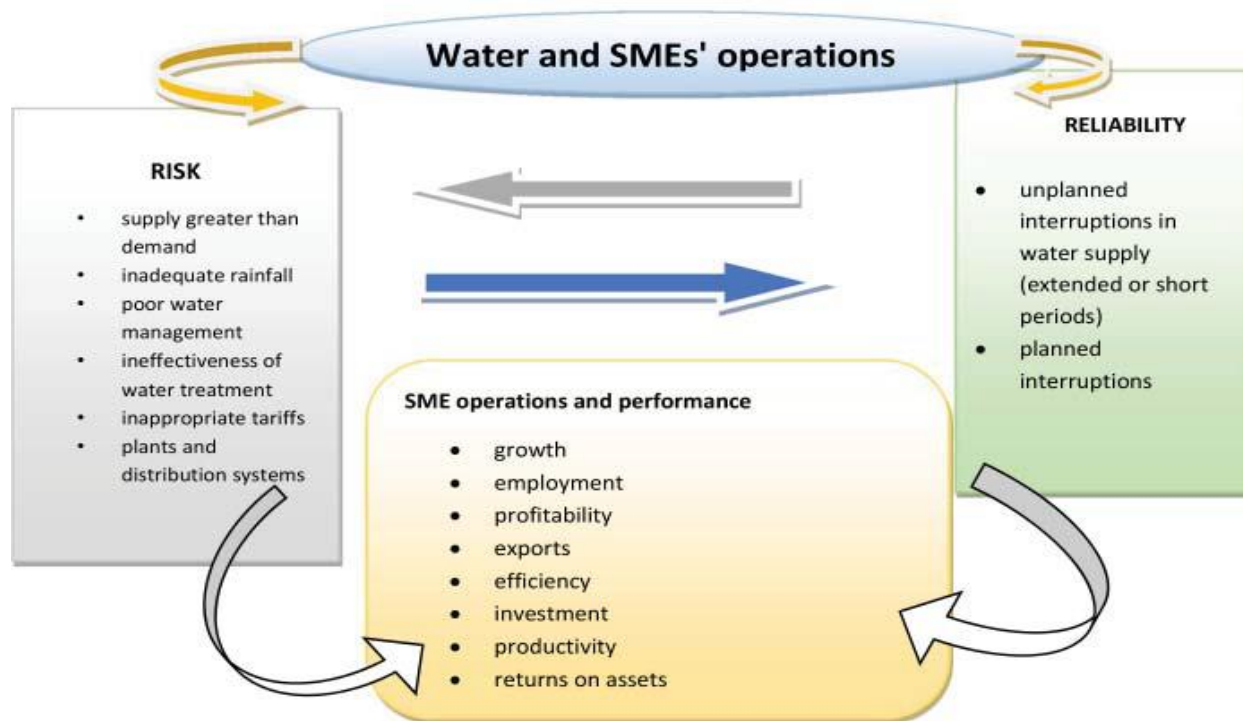 Water and SMEs' operations
RISK
• supply greater than
demand
• inadequate rainfall
• poor water
management
• ineffectiveness of
water treatment
• inappropriate tariffs
• plants and
distribution systems
RELIABILITY
• unplanned
interruptions in
water supply
(extended or short
periods)
• planned
interruptions
SME operations and performance
• growth
• employment
• profitability
• exports
• efficiency
• investment
• productivity
• returns on assets